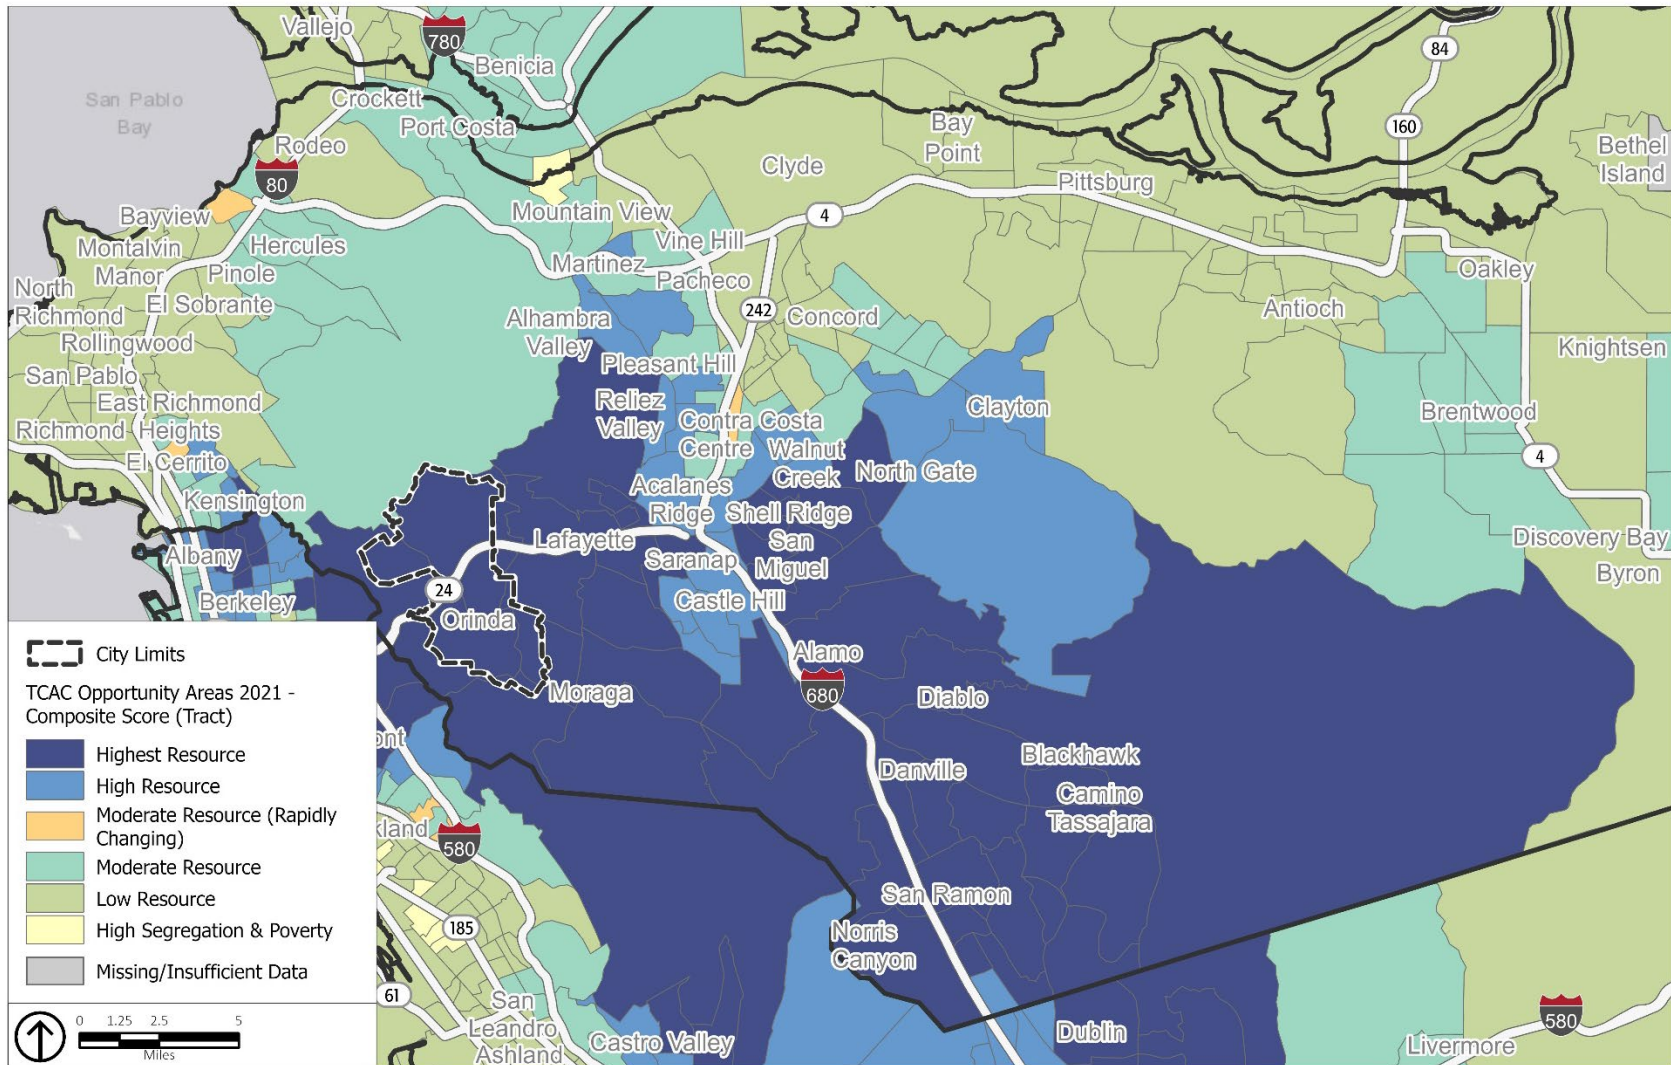 Vallejo
780
Benicia
84
San Pablo
Bay
Crockett
Port Costa
Bay
Point
160
Bethel
Island
Rodeo
80
Clyde
Pittsburg
Bayview
Mountain View
4
Montalvin
Manor
Hercules
Vine Hill
Martinez
Pinole
Pacheco
Oakley
North
Richmond
El Sobrante
242
Concord
Antioch
Alhambra
Valley
Rollingwood
Knightsen
San Pablo
Pleasant Hill
East Richmond
Heights
Reliez
Valley
Contra Costa
Centre
Clayton
Brentwood
Richmond
El Cerrito
Walnut
Creek
North Gate
4
Kensington
Acalanes
Ridge
Shell Ridge
Albany
Lafayette
San
Miguel
Discovery Bay
Saranap
Byron
Berkeley
24
Castle Hill
Orinda
Alamo
680
Moraga
Diablo
ont
Blackhawk
Danville
Camino
Tassajara
kland
580
San Ramon
185
Norris
Canyon
61
San
Leandro
Ashland
Castro Valley
Dublin
580
Livermore
City Limits
TCAC Opportunity Areas 2021 -
Composite Score (Tract)
Highest Resource
High Resource
Moderate Resource (Rapidly
Changing)
Moderate Resource
Low Resource
High Segregation & Poverty
Missing/Insufficient Data
0 1.25 2.5 5
Miles